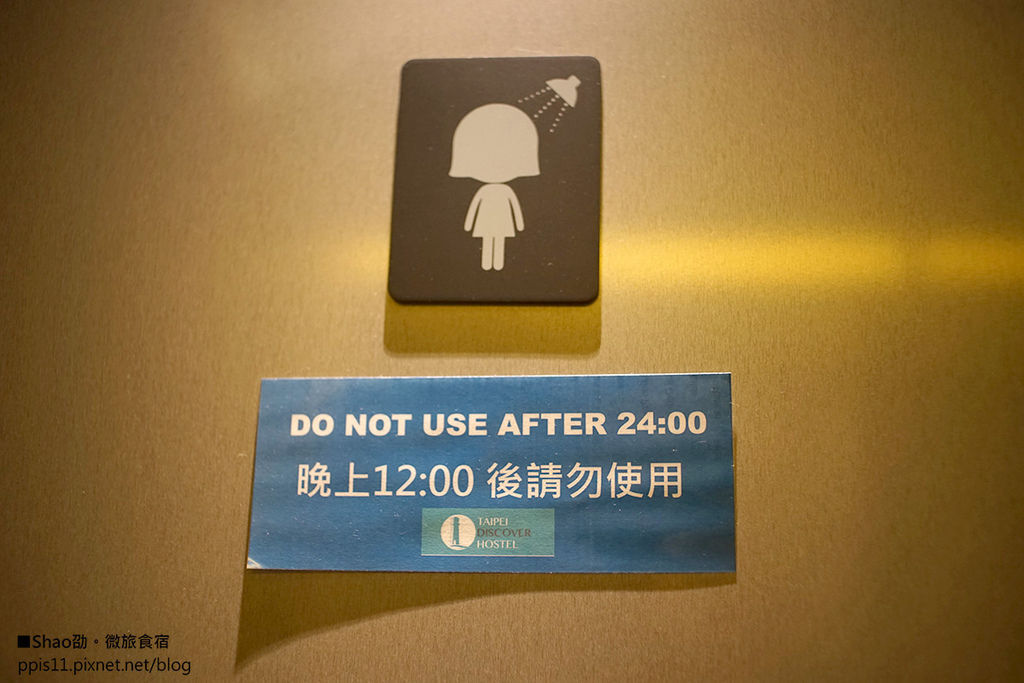 DO NOT USE AFTER 24:00
晚上12:00 後請勿使用
TAIPEI
DISCOVER
HOSTEL
■Shao劭。微旅食宿
ppis11.pixnet.net/blog